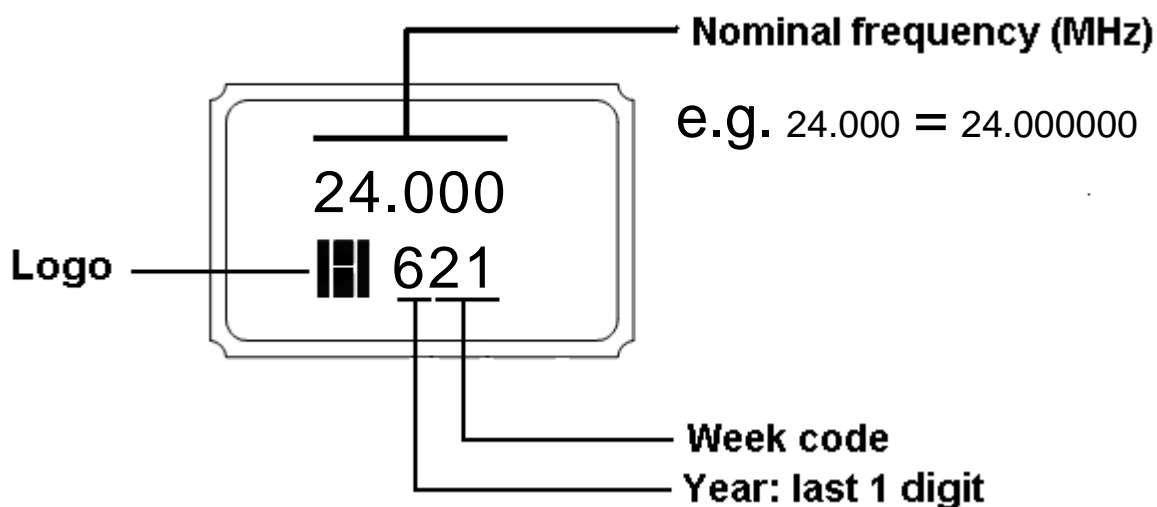 Nominal frequency (MHz)
e.g. 24.000 = 24.000000
24.000
Logo
621
Week code
Year: last 1 digit